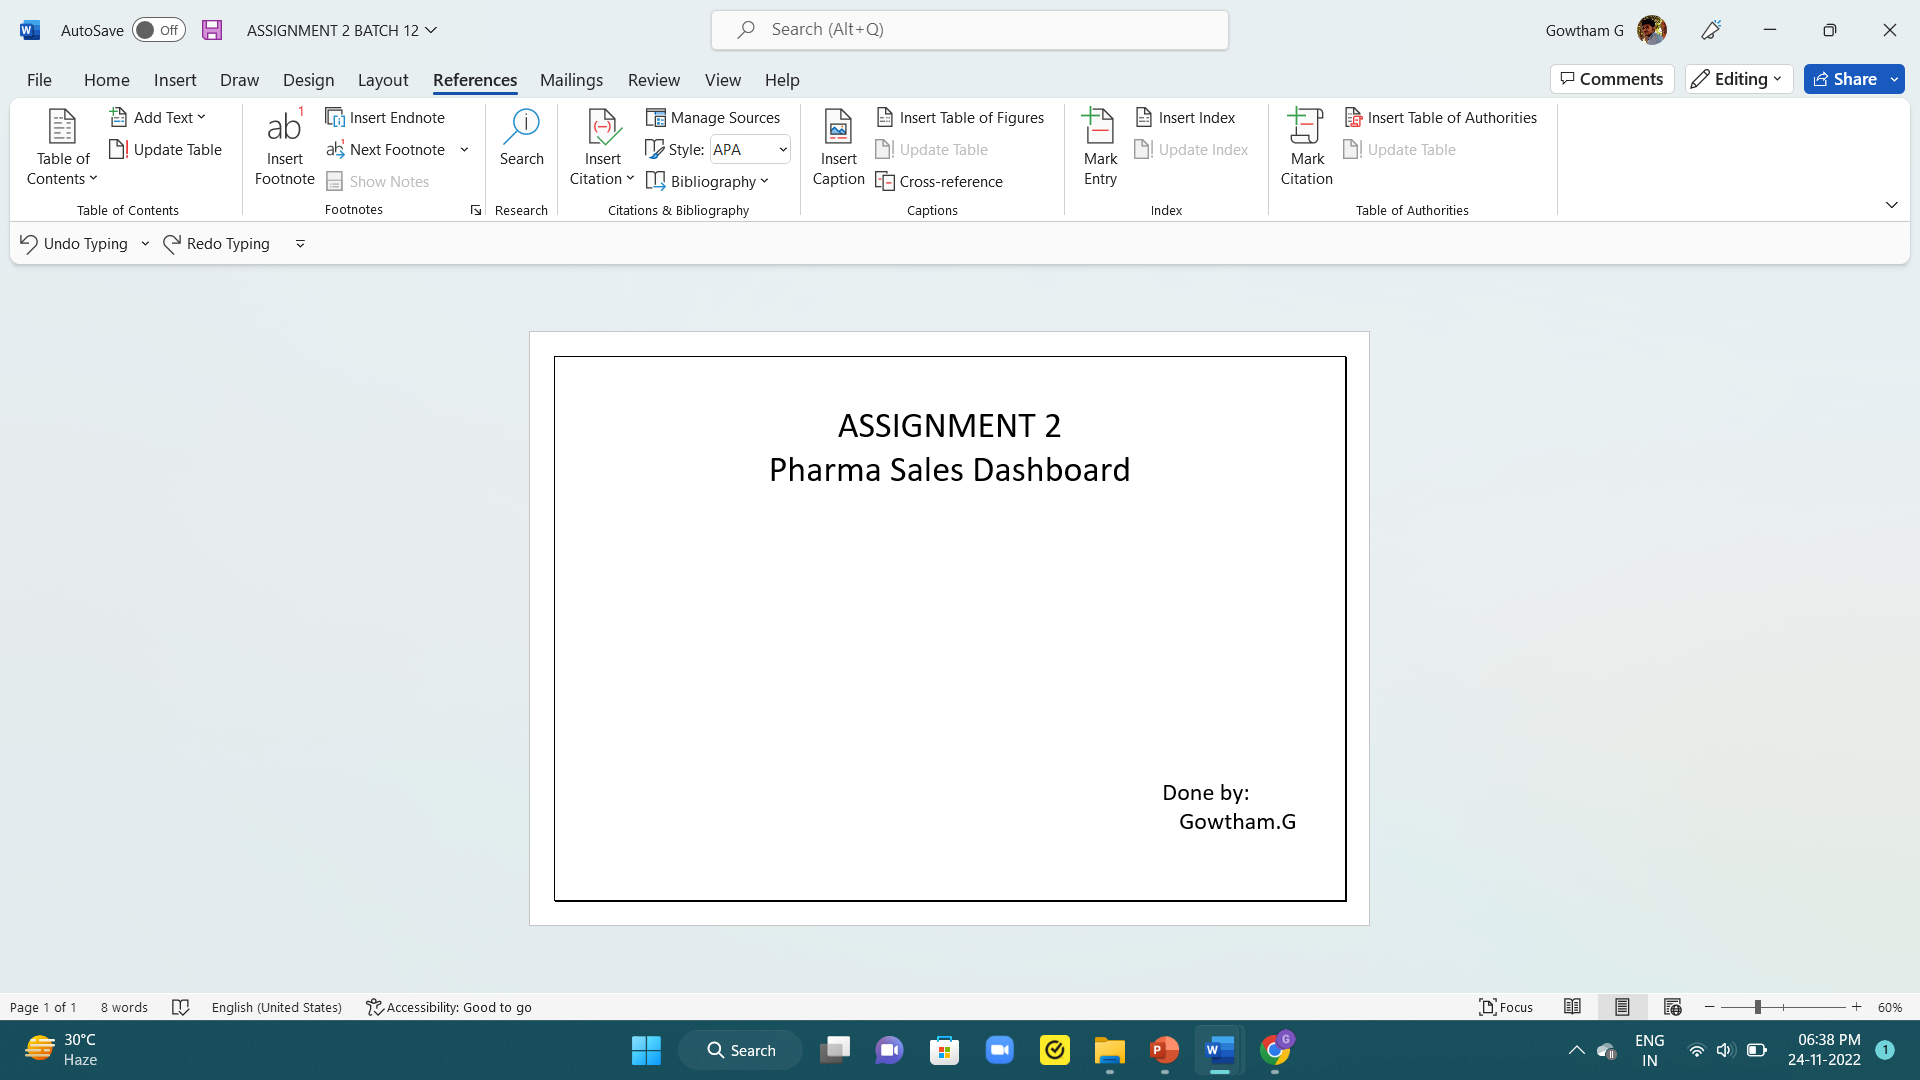 AutoSave Off ASSIGNMENT 2 BATCH 12 Search (Alt+Q) Gowtham G
File Home Insert Draw Design Layout References Mailings Review View Help Comments Editing Share
Table of Contents Add Text Update Table
Insert Footnote Insert Endnote Next Footnote Show Notes
Search
Insert Citation Manage Sources Style: APA Bibliography
Insert Caption Insert Table of Figures Update Table Cross-reference
Mark Entry Insert Index Update Index
Mark Citation Insert Table of Authorities Update Table
Table of Contents Footnotes Research Citations & Bibliography Captions Index Table of Authorities
Undo Typing Redo Typing
ASSIGNMENT 2
Pharma Sales Dashboard
Done by:
Gowtham.G
Page 1 of 1 8 words English (United States) Accessibility: Good to go Focus 60%
30°C
Haze
Search
ENG
IN
06:38 PM
24-11-2022
1